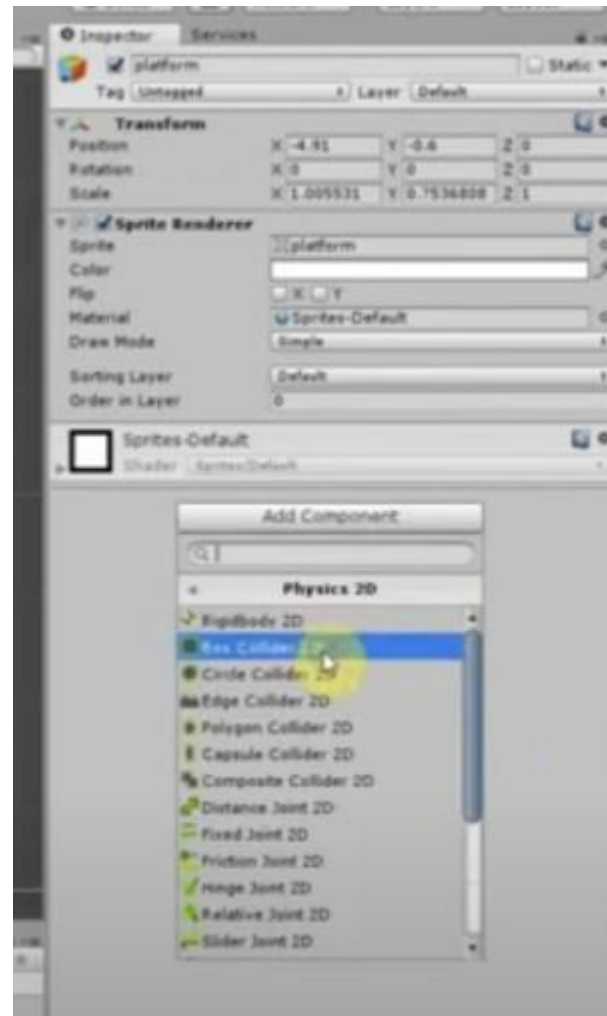 Inspector Services
platform Static
Tag Untagged Layer Default
Transform
Position X -4.91 Y -0.6 Z 0
Rotation X 0 Y 0 Z 0
Scale X 1.005531 Y 0.7536808 Z 1
Sprite Renderer
Sprite platform
Color
Flip X Y
Material Sprites-Default
Draw Mode Simple
Sorting Layer Default
Order in Layer 0
Sprites-Default
Shader Sprites/Default
Add Component
Physics 2D
Rigidbody 2D
Box Collider 2D
Circle Collider 2D
Edge Collider 2D
Polygon Collider 2D
Capsule Collider 2D
Composite Collider 2D
Distance Joint 2D
Fixed Joint 2D
Friction Joint 2D
Hinge Joint 2D
Relative Joint 2D
Slider Joint 2D